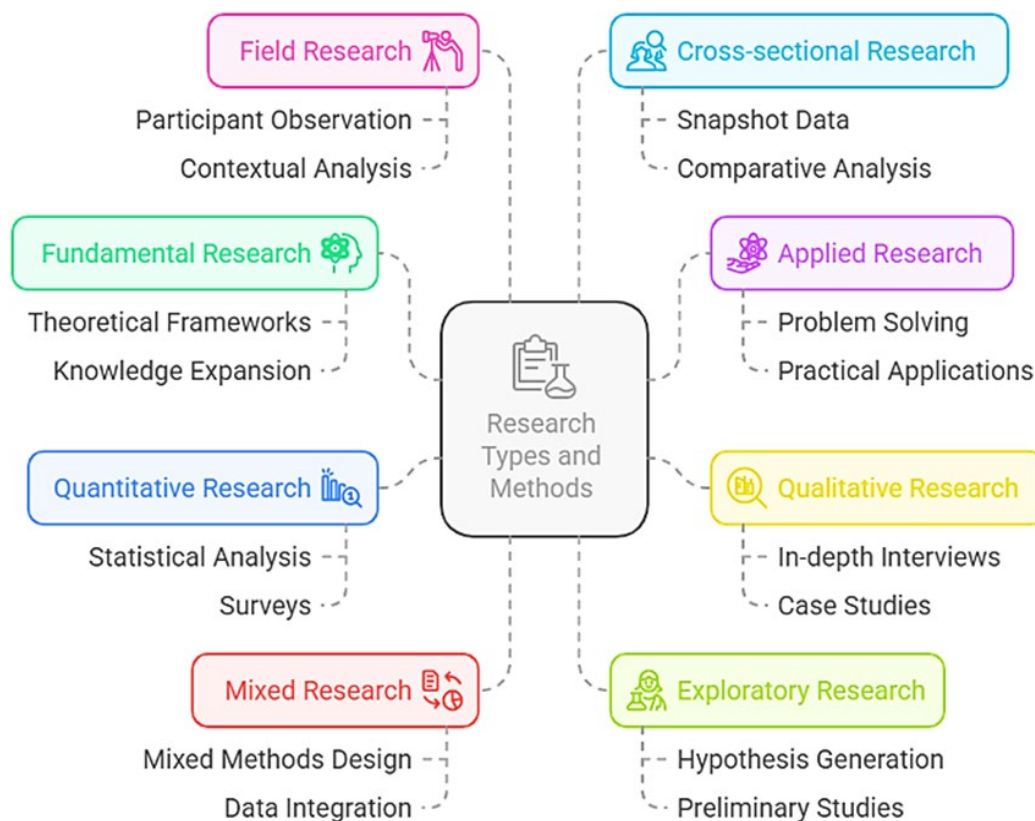 Field Research
Participant Observation
Contextual Analysis
Cross-sectional Research
Snapshot Data
Comparative Analysis
Fundamental Research
Theoretical Frameworks
Knowledge Expansion
Applied Research
Problem Solving
Practical Applications
Research
Types and
Methods
Quantitative Research
Statistical Analysis
Surveys
Qualitative Research
In-depth Interviews
Case Studies
Mixed Research
Mixed Methods Design
Data Integration
Exploratory Research
Hypothesis Generation
Preliminary Studies